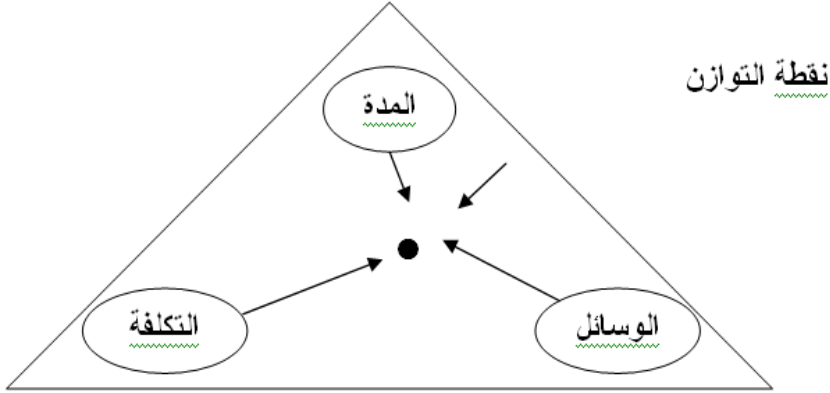 نقطة التوازن
المدة
الوسائل
التكلفة